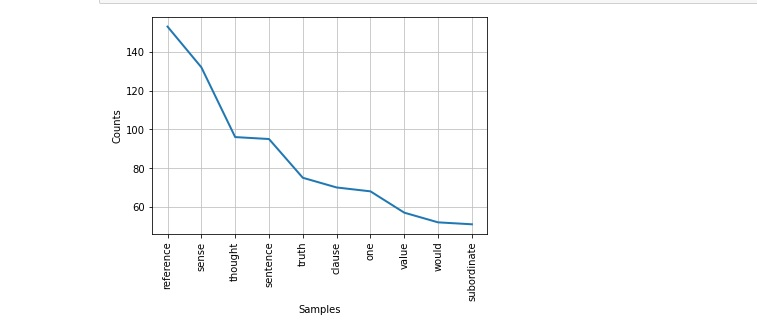 140
120
100
80
60
Counts
reference
sense
thought
sentence
truth
clause
one
value
would
subordinate
Samples